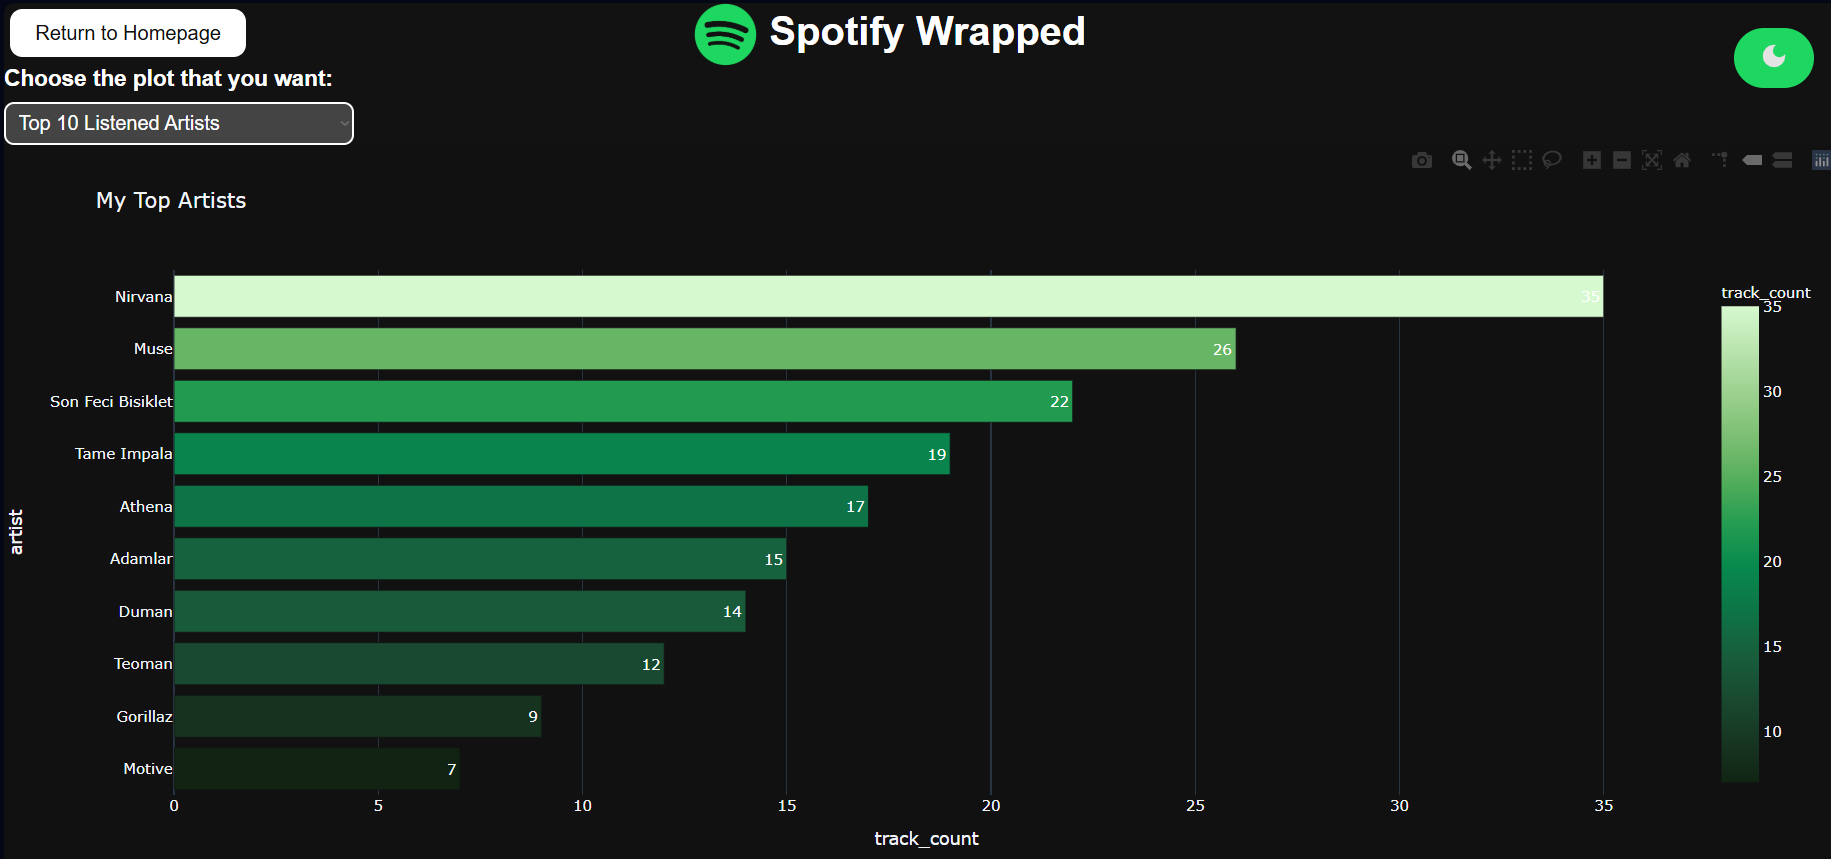 Return to Homepage
Spotify Wrapped
Choose the plot that you want:
Top 10 Listened Artists
My Top Artists
artist
Nirvana 35
Muse 26
Son Feci Bisiklet 22
Tame Impala 19
Athena 17
Adamlar 15
Duman 14
Teoman 12
Gorillaz 9
Motive 7
0 5 10 15 20 25 30 35
track_count
track_count
35
30
25
20
15
10